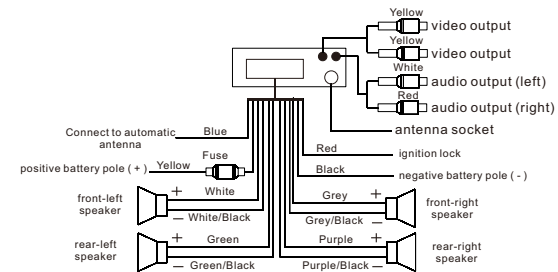 Yellow
video output
Yellow
video output
White
audio output (left)
Red
audio output (right)
antenna socket
Connect to automatic
antenna
Blue
Red
ignition lock
Fuse
positive battery pole ( + )
Yellow
Black
negative battery pole ( - )
front-left
speaker
+
White
— White/Black
Grey
+
Grey/Black —
front-right
speaker
rear-left
speaker
+
Green
— Green/Black
Purple
+
Purple/Black —
rear-right
speaker